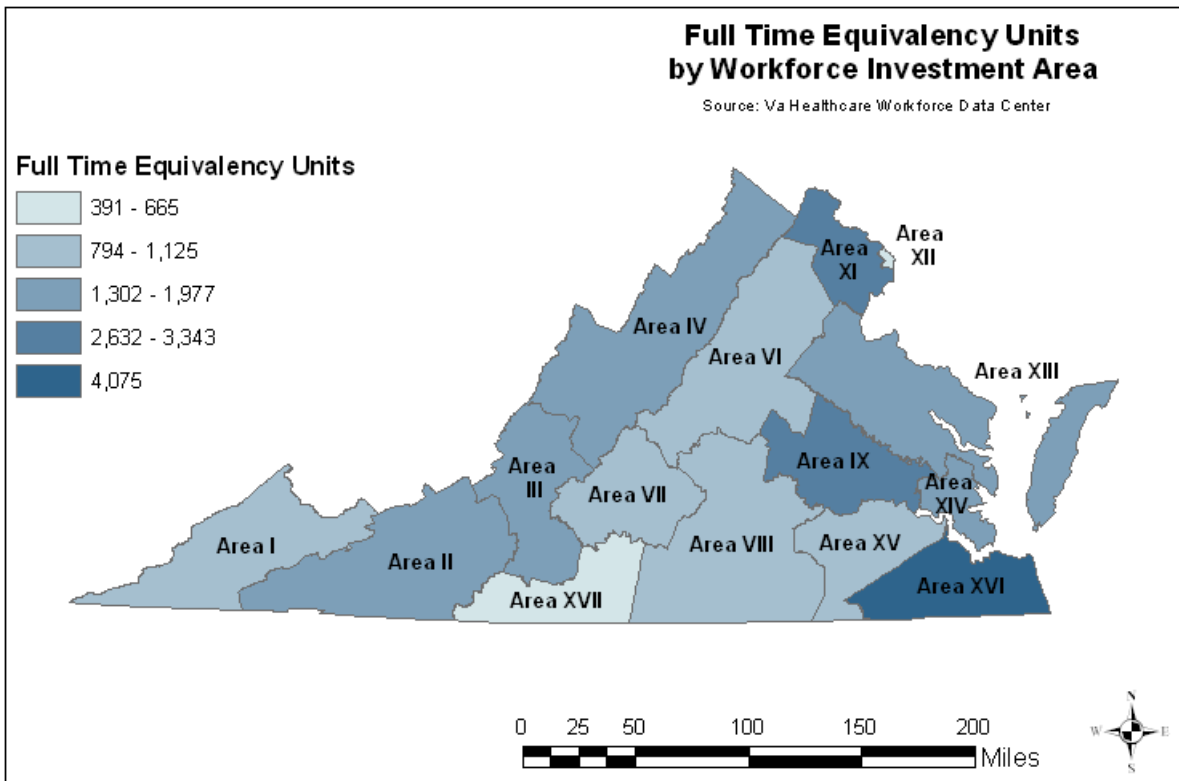 Full Time Equivalency Units
by Workforce Investment Area
Source: Va Healthcare Workforce Data Center
Full Time Equivalency Units
391 - 665
794 - 1,125
1,302 - 1,977
2,632 - 3,343
4,075
Area
XII
Area
XI
Area IV
Area VI
Area XIII
Area
III
Area IX
Area VII
Area
XIV
Area I
Area II
Area VIII
Area XV
Area XVI
Area XVII
0 25 50 100 150 200
Miles
N
W E
S